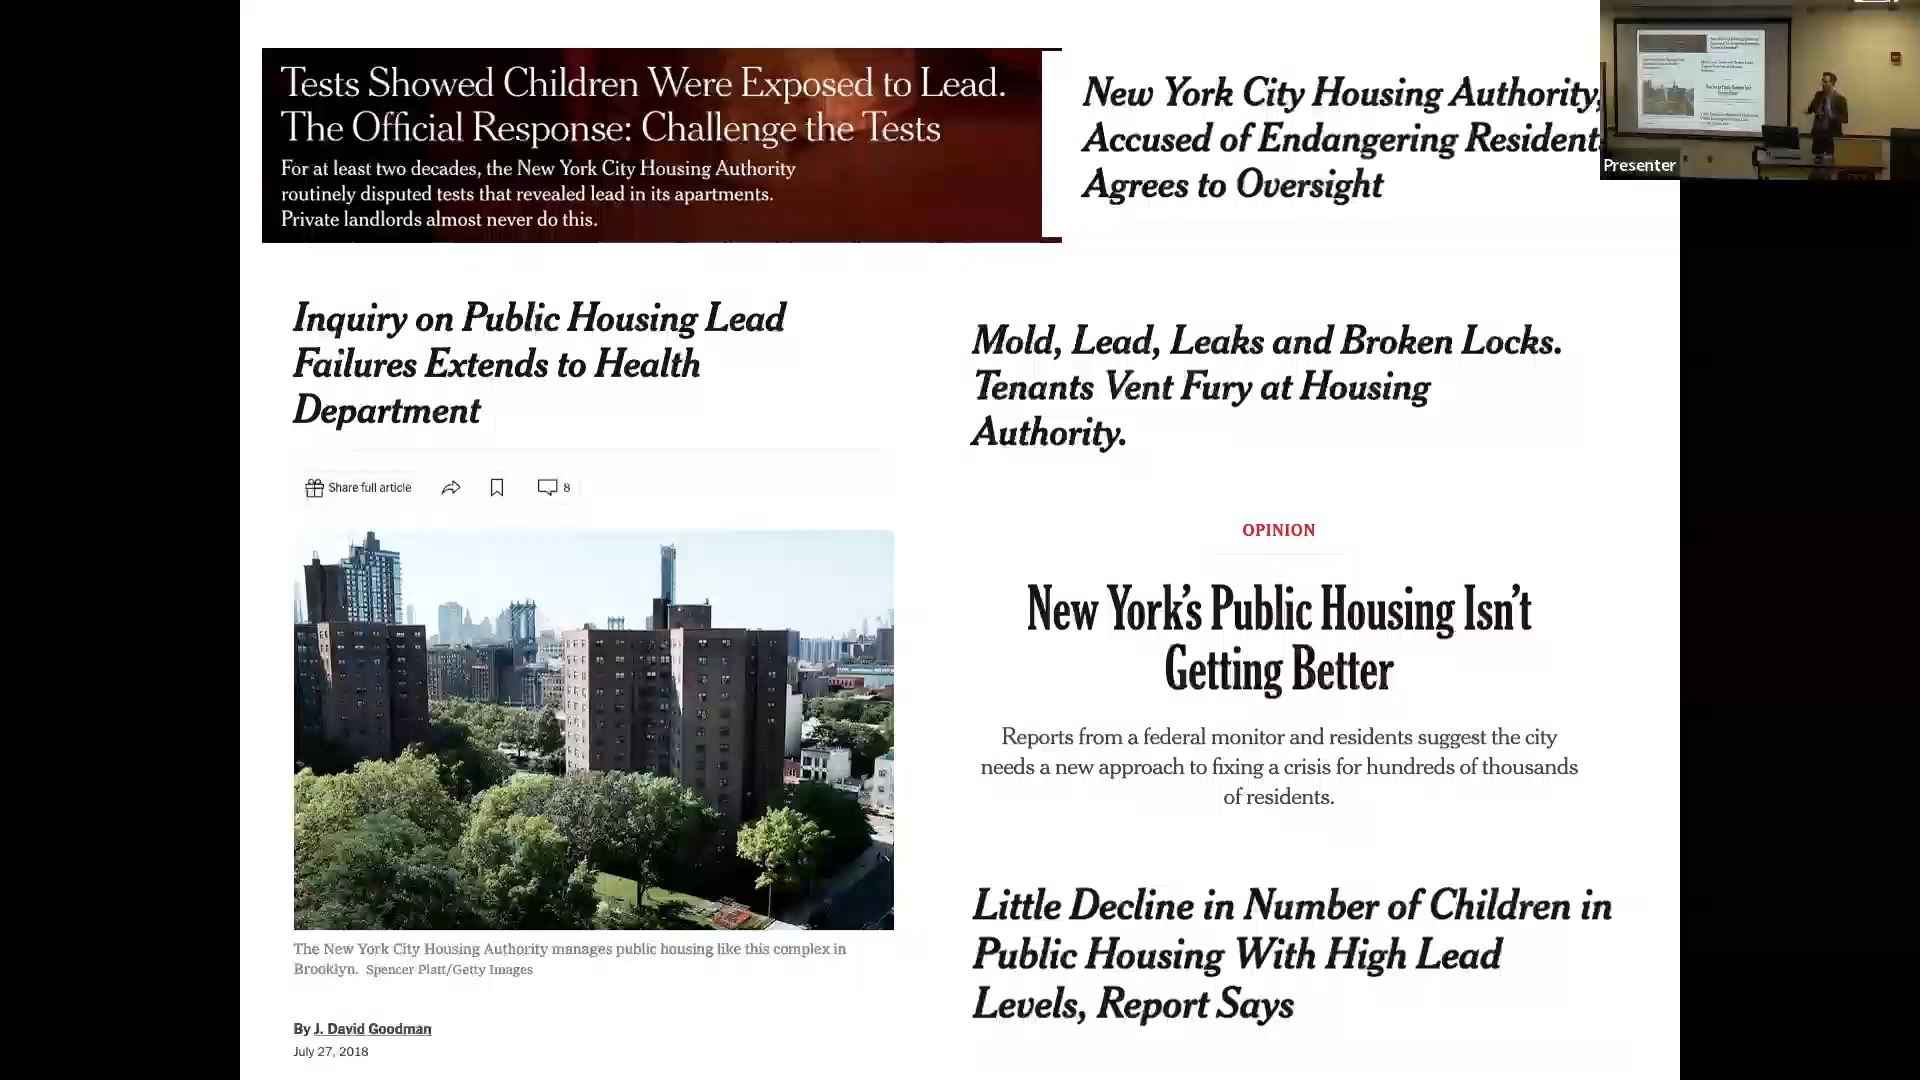 Tests Showed Children Were Exposed to Lead.
The Official Response: Challenge the Tests
For at least two decades, the New York City Housing Authority
routinely disputed tests that revealed lead in its apartments.
Private landlords almost never do this.
New York City Housing Authority,
Accused of Endangering Resident
Agrees to Oversight
Presenter
Inquiry on Public Housing Lead
Failures Extends to Health
Department
Share full article
8
The New York City Housing Authority manages public housing like this complex in
Brooklyn. Spencer Platt/Getty Images
By J. David Goodman
July 27, 2018
Mold, Lead, Leaks and Broken Locks.
Tenants Vent Fury at Housing
Authority.
OPINION
New York's Public Housing Isn't
Getting Better
Reports from a federal monitor and residents suggest the city
needs a new approach to fixing a crisis for hundreds of thousands
of residents.
Little Decline in Number of Children in
Public Housing With High Lead
Levels, Report Says